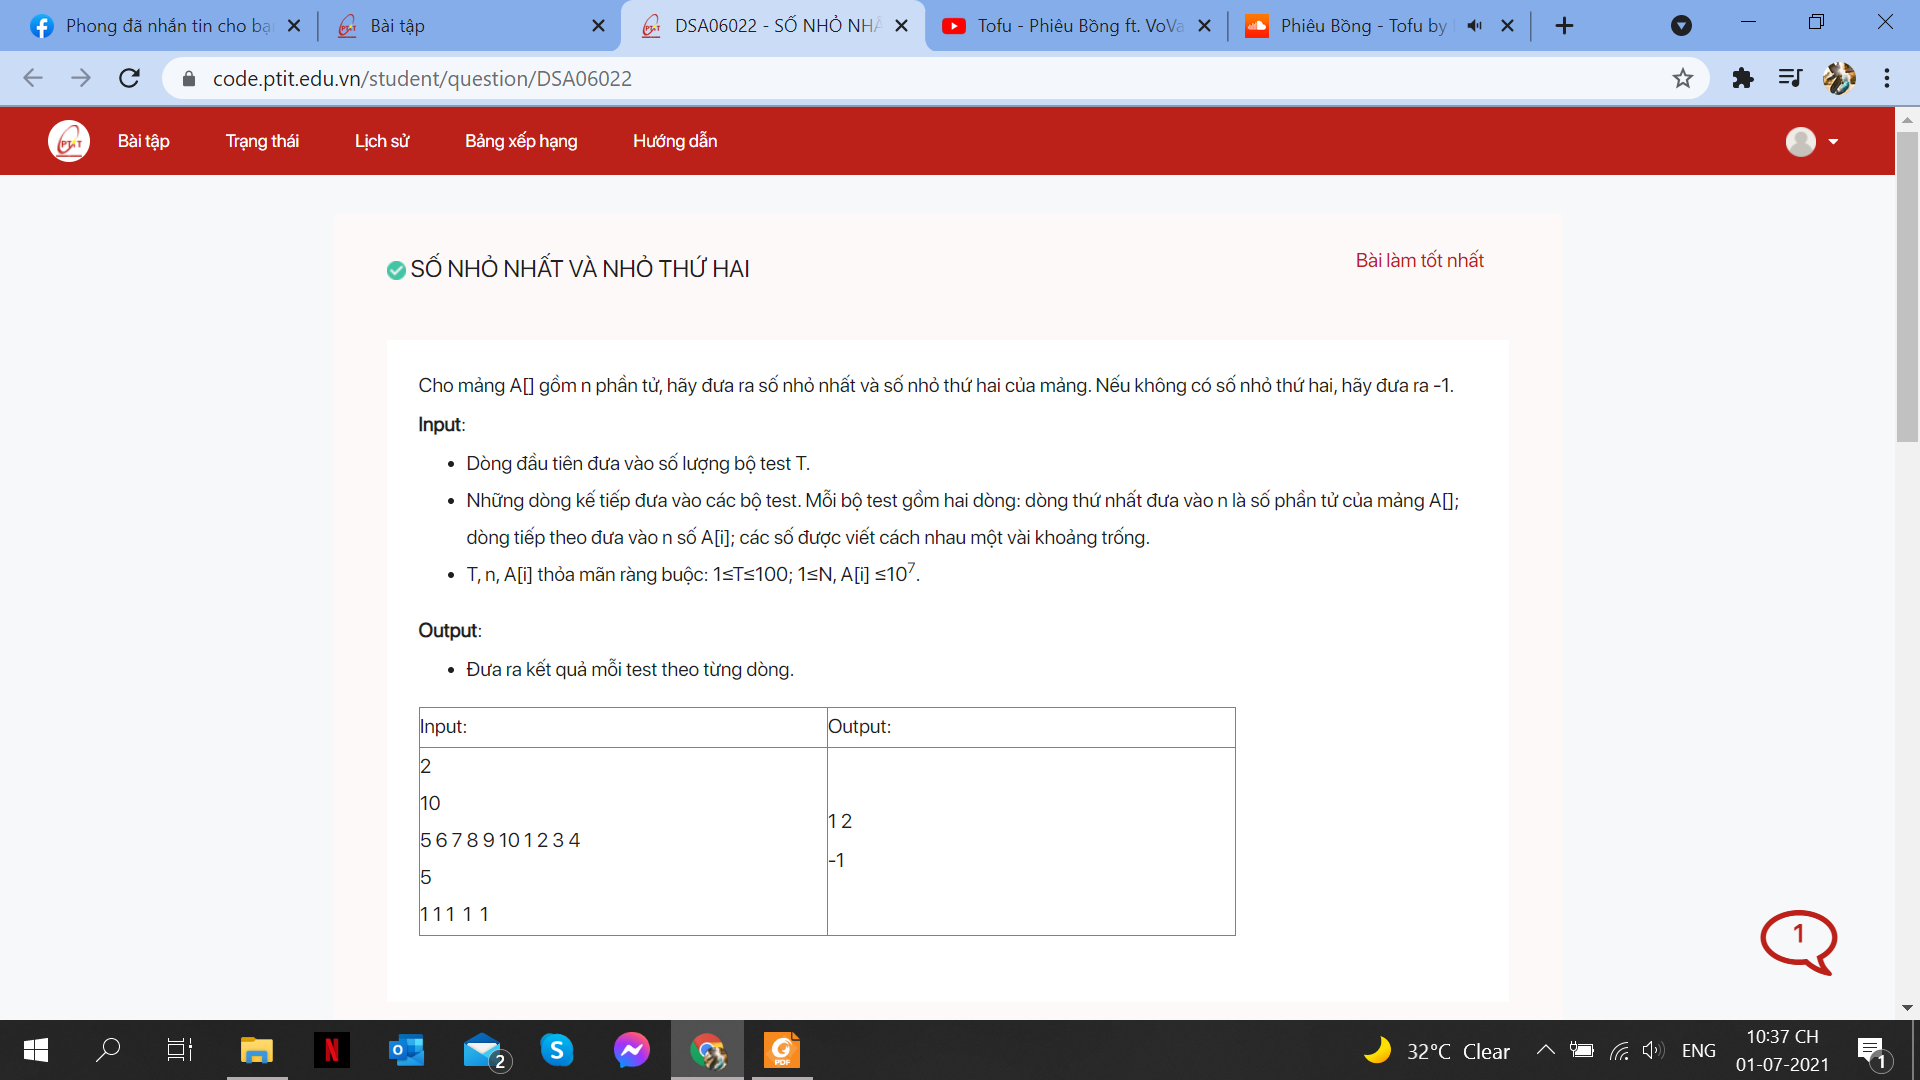 Phong đã nhắn tin cho bạ
Bài tập
DSA06022 - SỐ NHỎ NHẤ
Tofu - Phiêu Bồng ft. VoVa
Phiêu Bồng - Tofu by
code.ptit.edu.vn/student/question/DSA06022
PTIT
Bài tập
Trạng thái
Lịch sử
Bảng xếp hạng
Hướng dẫn
SỐ NHỎ NHẤT VÀ NHỎ THỨ HAI
Bài làm tốt nhất
Cho mảng A[] gồm n phần tử, hãy đưa ra số nhỏ nhất và số nhỏ thứ hai của mảng. Nếu không có số nhỏ thứ hai, hãy đưa ra -1.
Input:
• Dòng đầu tiên đưa vào số lượng bộ test T.
• Những dòng kế tiếp đưa vào các bộ test. Mỗi bộ test gồm hai dòng: dòng thứ nhất đưa vào n là số phần tử của mảng A[];
dòng tiếp theo đưa vào n số A[i]; các số được viết cách nhau một vài khoảng trống.
• T, n, A[i] thỏa mãn ràng buộc: 1≤T≤100; 1≤N, A[i] ≤10⁷.
Output:
• Đưa ra kết quả mỗi test theo từng dòng.
Input:
Output:
2
10
5 6 7 8 9 10 1 2 3 4
5
1 1 1 1 1
1 2
-1
1
2
PDF
32°C Clear
ENG
10:37 CH
01-07-2021
1